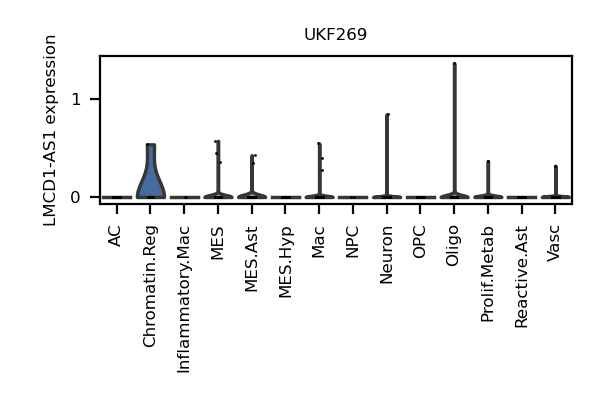 UKF269
LMCD1-AS1 expression
1
0
AC
Chromatin.Reg
Inflammatory.Mac
MES
MES.Ast
MES.Hyp
Mac
NPC
Neuron
OPC
Oligo
Prolif.Metab
Reactive.Ast
Vasc